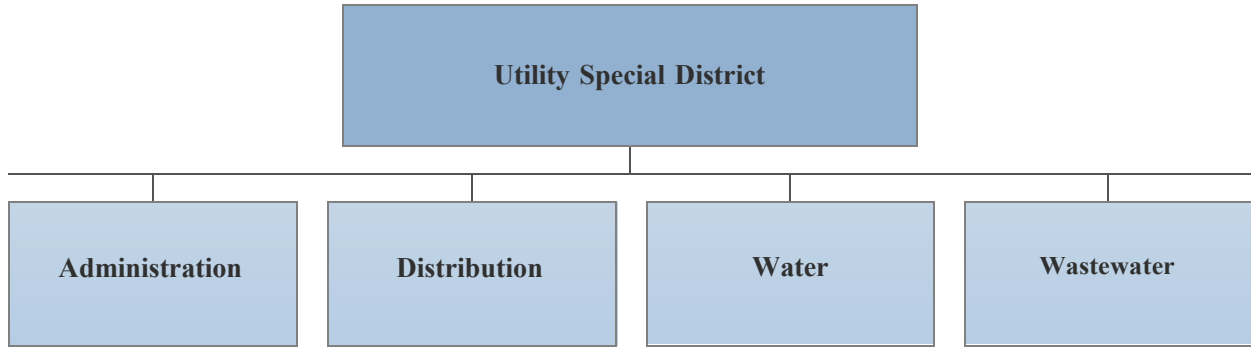 Utility Special District
Administration
Distribution
Water
Wastewater